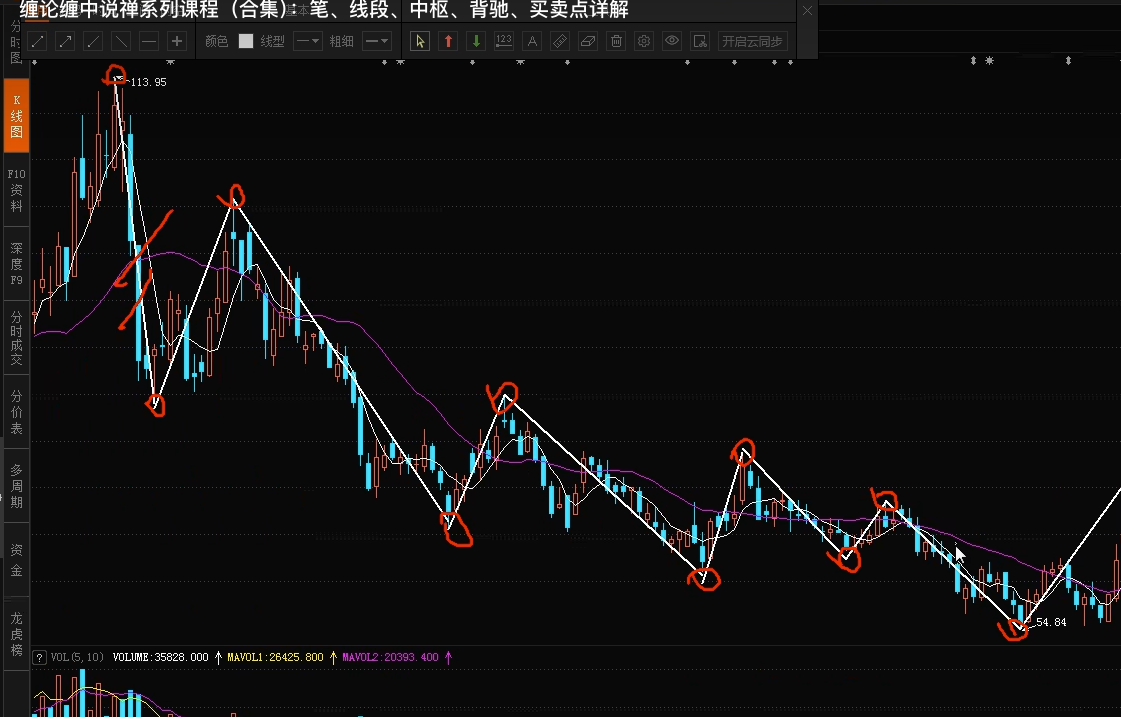 缠论缠中说禅系列课程（合集）：笔、线段、中枢、背驰、买卖点详解
颜色 线型 粗细 123 A 开启云同步
分时图
K线图
F10资料
深度F9
分时成交
分价表
多周期
资金
龙虎榜
113.95
54.84
? VOL(5,10) VOLUME:35828.000 ↑ MAVOL1:26425.800 ↑ MAVOL2:20393.400 ↑